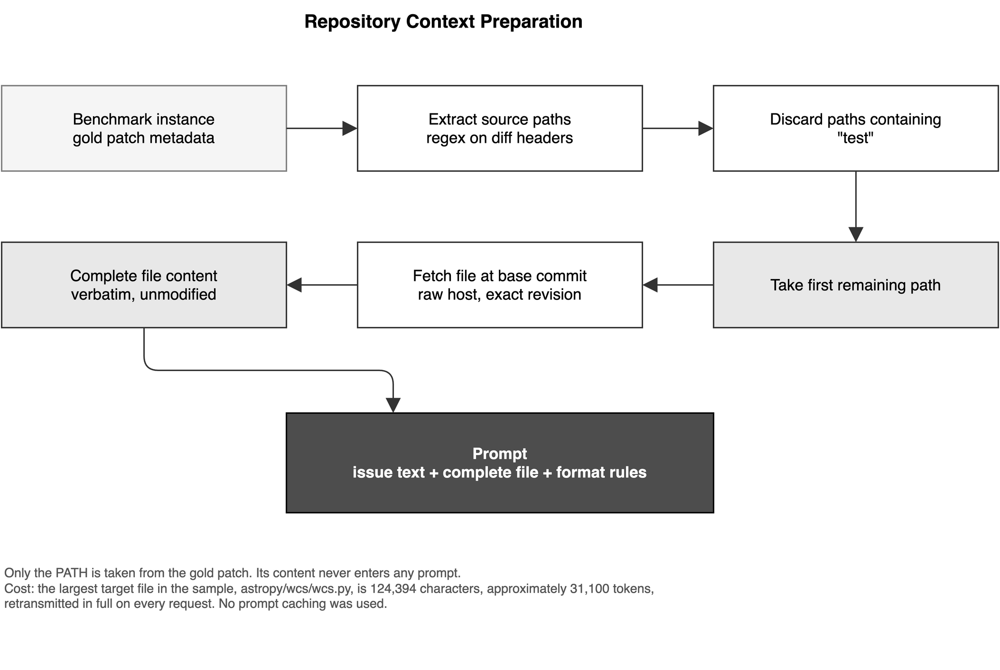 Repository Context Preparation
Benchmark instance
gold patch metadata
Extract source paths
regex on diff headers
Discard paths containing
"test"
Take first remaining path
Fetch file at base commit
raw host, exact revision
Complete file content
verbatim, unmodified
Prompt
issue text + complete file + format rules
Only the PATH is taken from the gold patch. Its content never enters any prompt.
Cost: the largest target file in the sample, astropy/wcs/wcs.py, is 124,394 characters, approximately 31,100 tokens,
retransmitted in full on every request. No prompt caching was used.